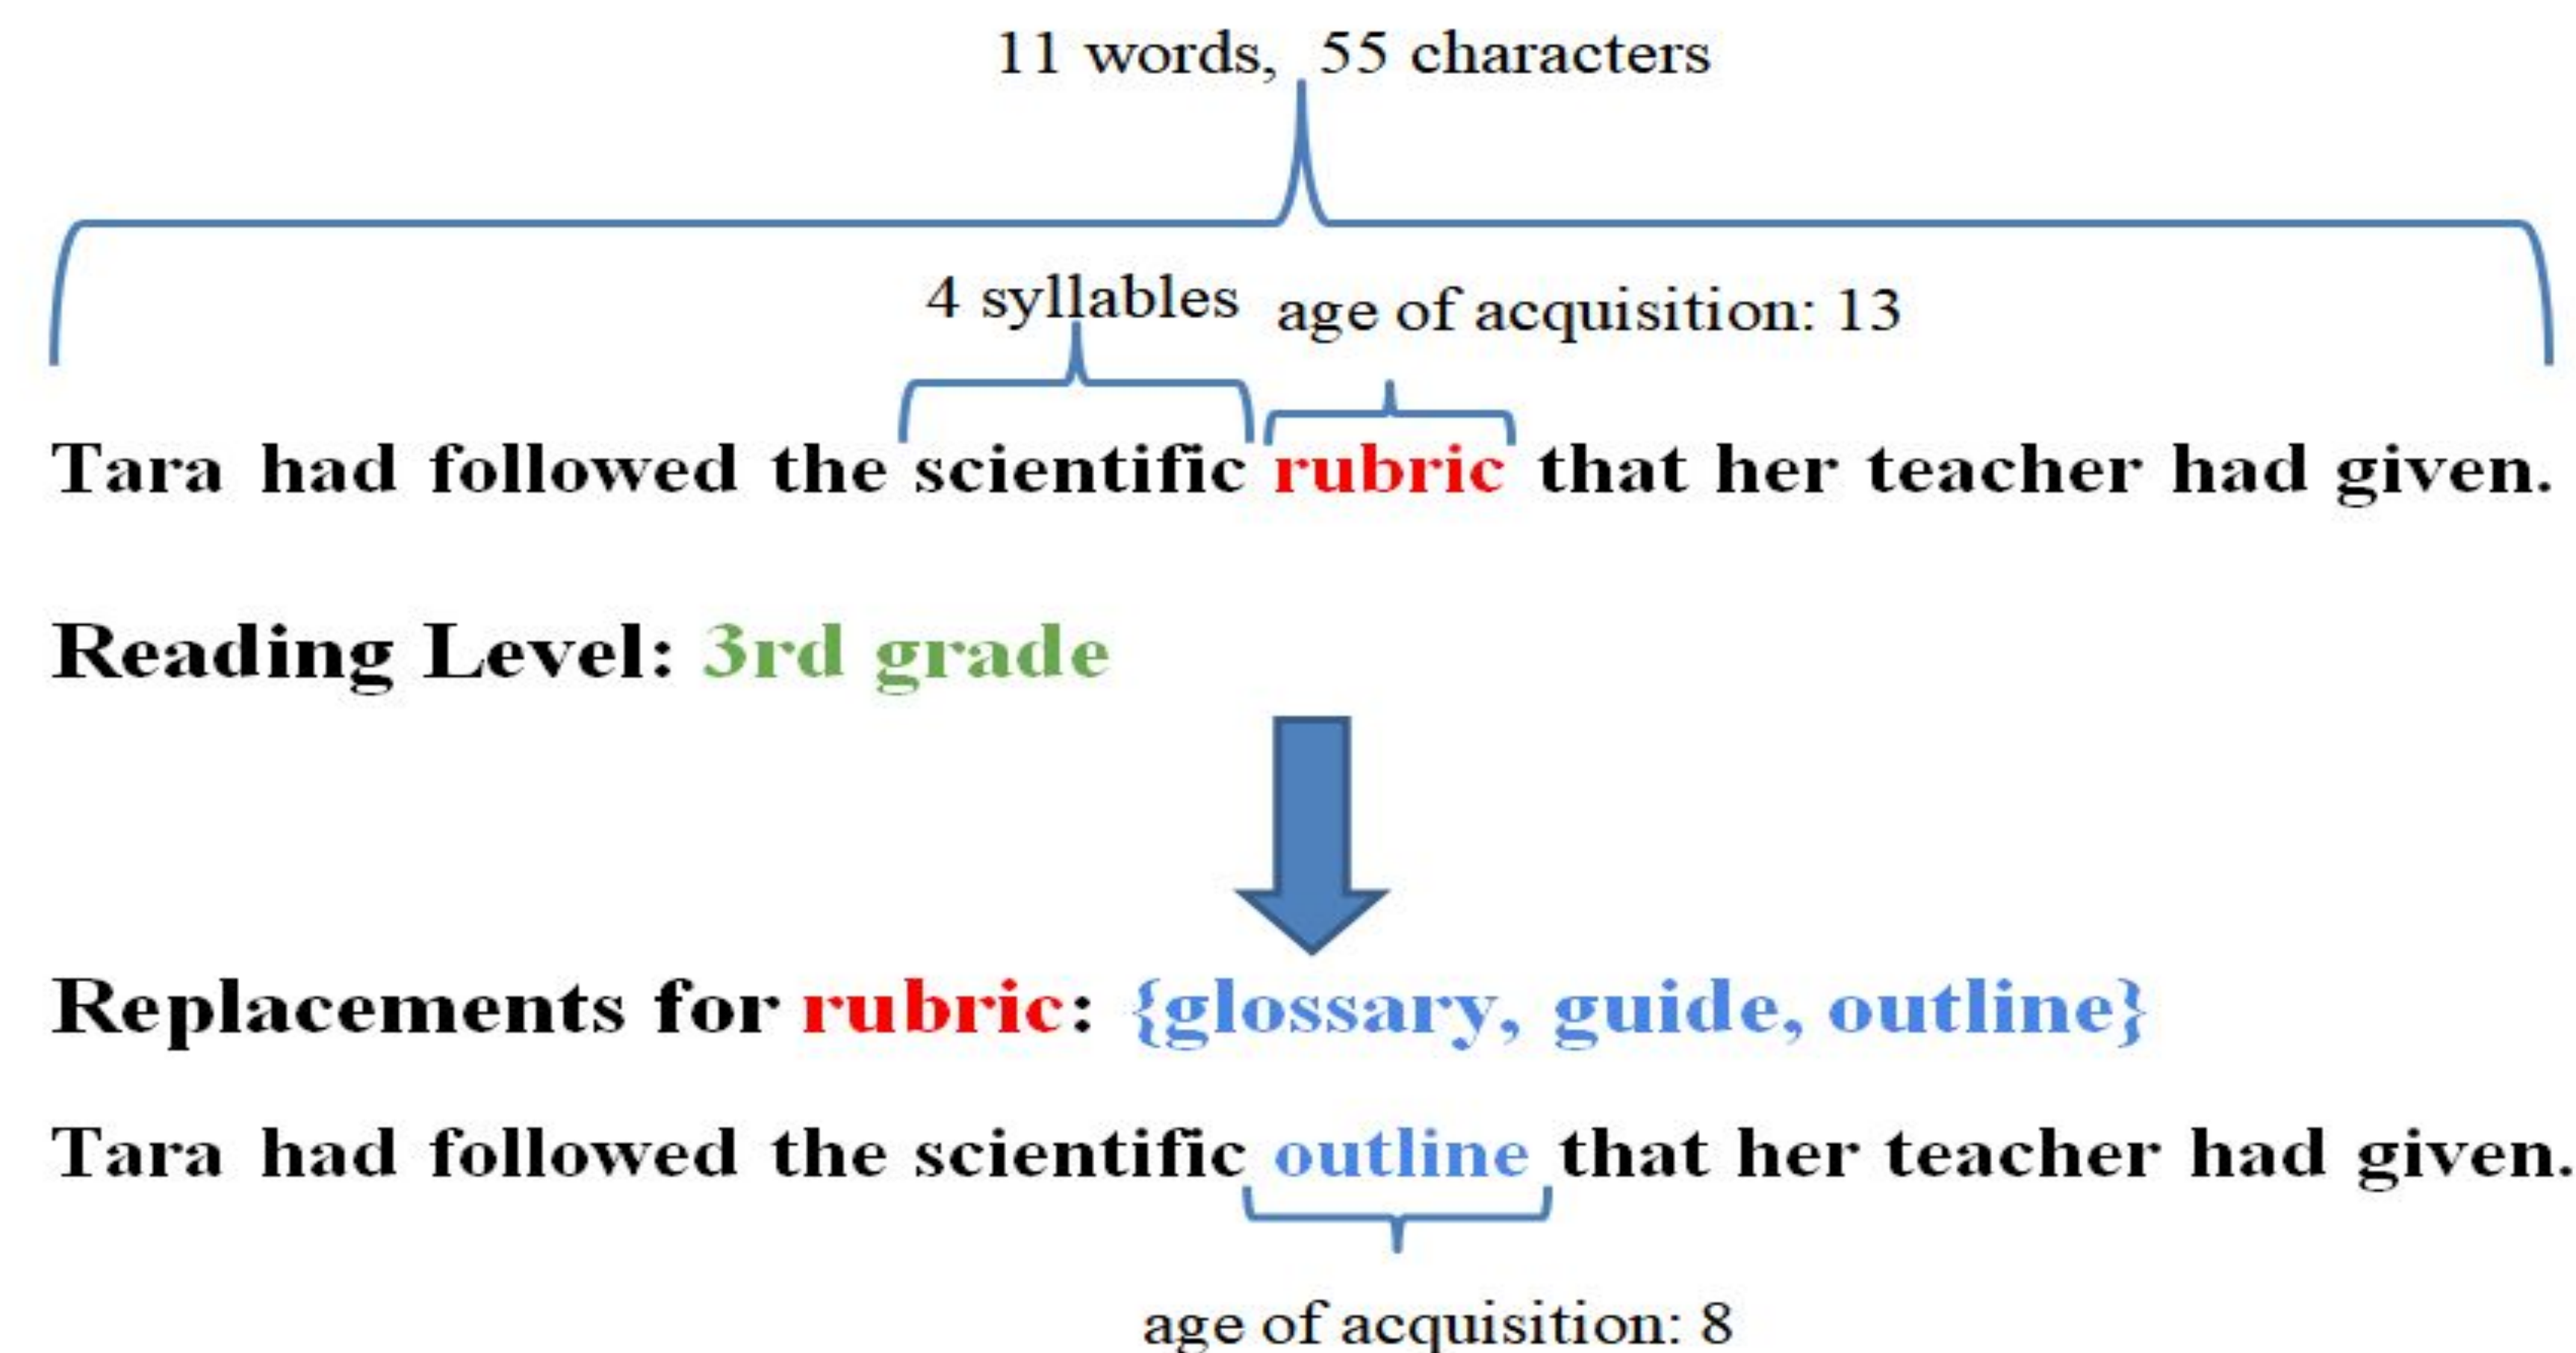 11 words, 55 characters
4 syllables age of acquisition: 13
Tara had followed the scientific rubric that her teacher had given.
Reading Level: 3rd grade
Replacements for rubric: {glossary, guide, outline}
Tara had followed the scientific outline that her teacher had given.
age of acquisition: 8